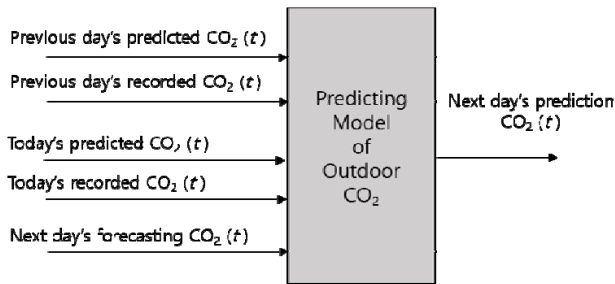 Previous day's predicted CO₂ (t)
Previous day's recorded CO₂ (t)
Today's predicted CO₂ (t)
Today's recorded CO₂ (t)
Next day's forecasting CO₂ (t)
Predicting
Model
of
Outdoor
CO₂
Next day's prediction
CO₂ (t)